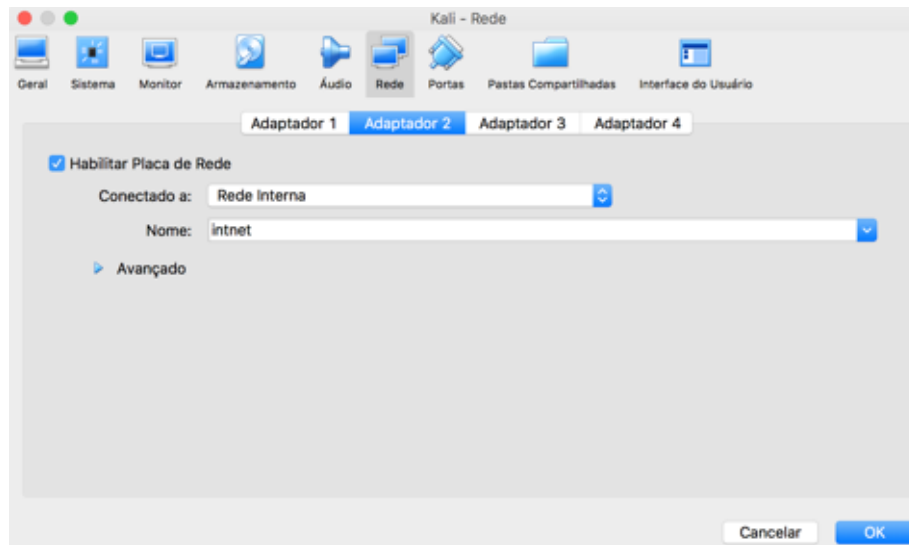 Kali - Rede
Geral Sistema Monitor Armazenamento Áudio Rede Portas Pastas Compartilhadas Interface do Usuário
Adaptador 1 Adaptador 2 Adaptador 3 Adaptador 4
Habilitar Placa de Rede
Conectado a: Rede Interna
Nome: intnet
Avançado
Cancelar OK